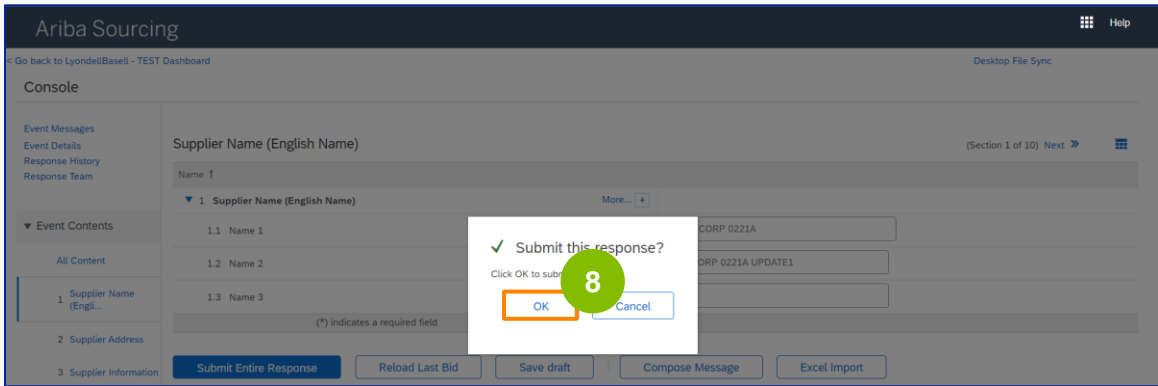 Ariba Sourcing
Help
< Go back to LyondellBasell - TEST Dashboard
Desktop File Sync
Console
Event Messages
Event Details
Response History
Response Team
Supplier Name (English Name)
(Section 1 of 10) Next »
Name ↑
▼ 1 Supplier Name (English Name)
More... +
▼ Event Contents
All Content
1 Supplier Name (Engli...
2 Supplier Address
3 Supplier Information
1.1 Name 1
CORP 0221A
1.2 Name 2
ORP 0221A UPDATE1
1.3 Name 3
(*) indicates a required field
✓ Submit this response?
Click OK to
8
OK
Cancel
Submit Entire Response
Reload Last Bid
Save draft
Compose Message
Excel Import